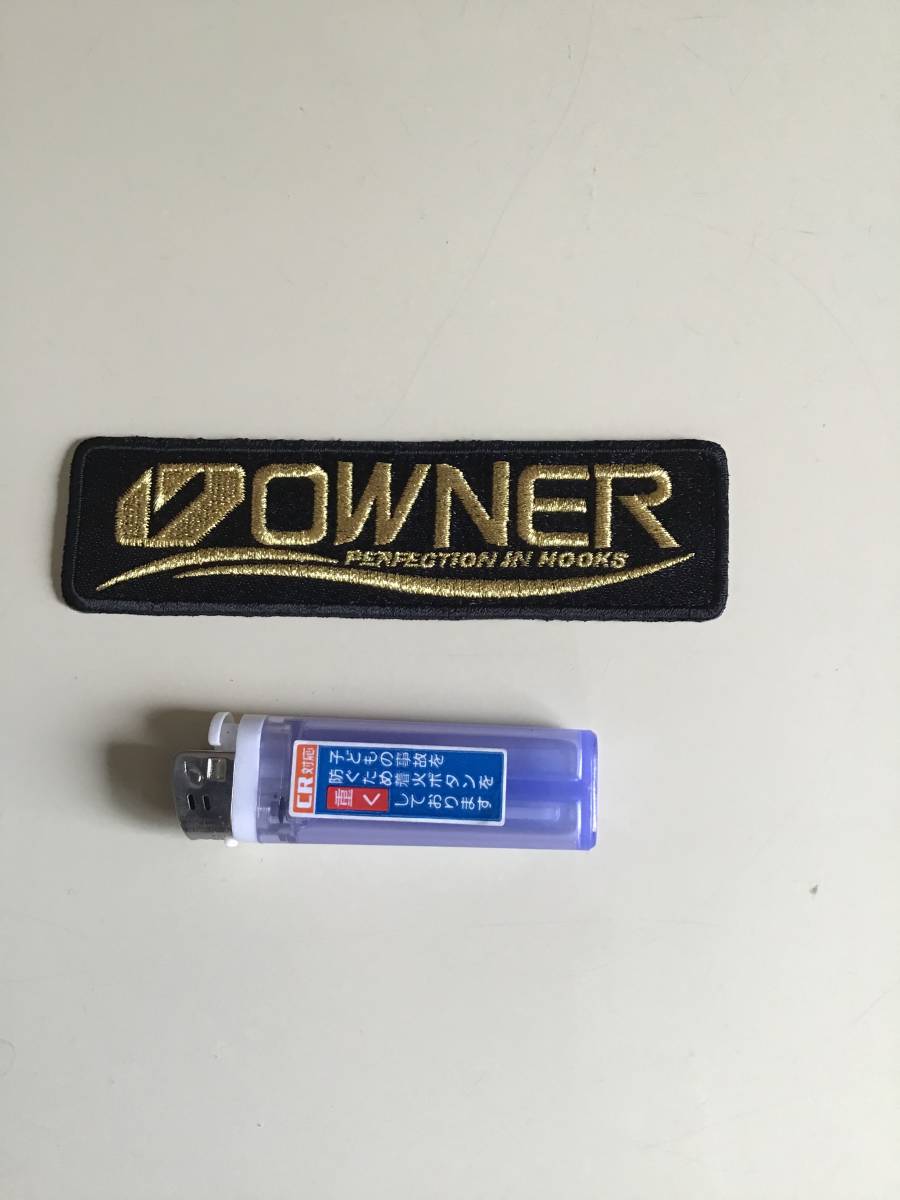 OWNER
PERFECTION IN HOOKS
CR対応
子どもの事故を
防ぐため着火ボタンを
重く しております